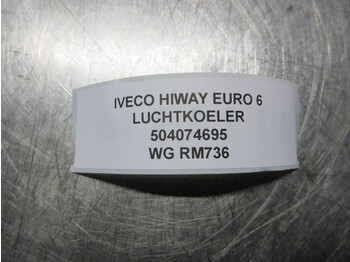 IVECO HIWAY EURO 6
LUCHTKOELER
504074695
WG RM736